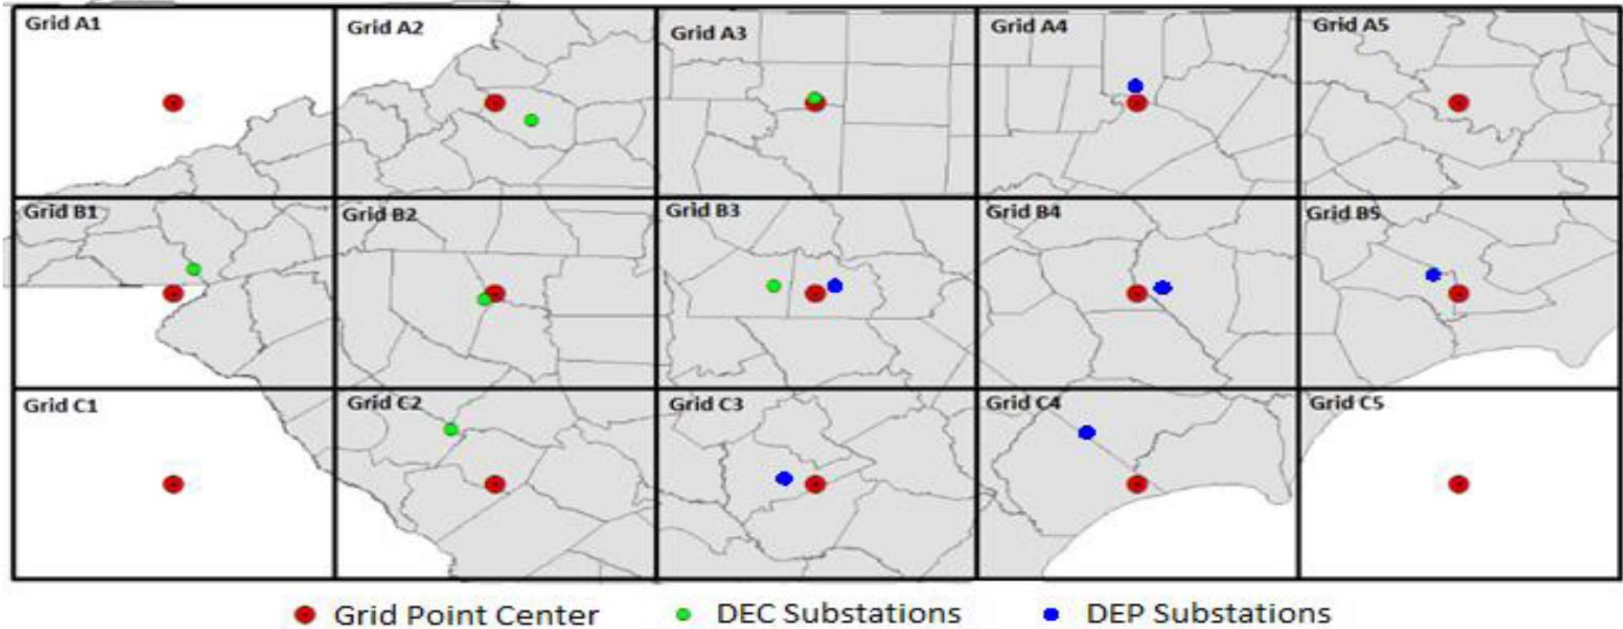 Grid A1
Grid A2
Grid A3
Grid A4
Grid A5
Grid B1
Grid B2
Grid B3
Grid B4
Grid B5
Grid C1
Grid C2
Grid C3
Grid C4
Grid C5
Grid Point Center DEC Substations DEP Substations